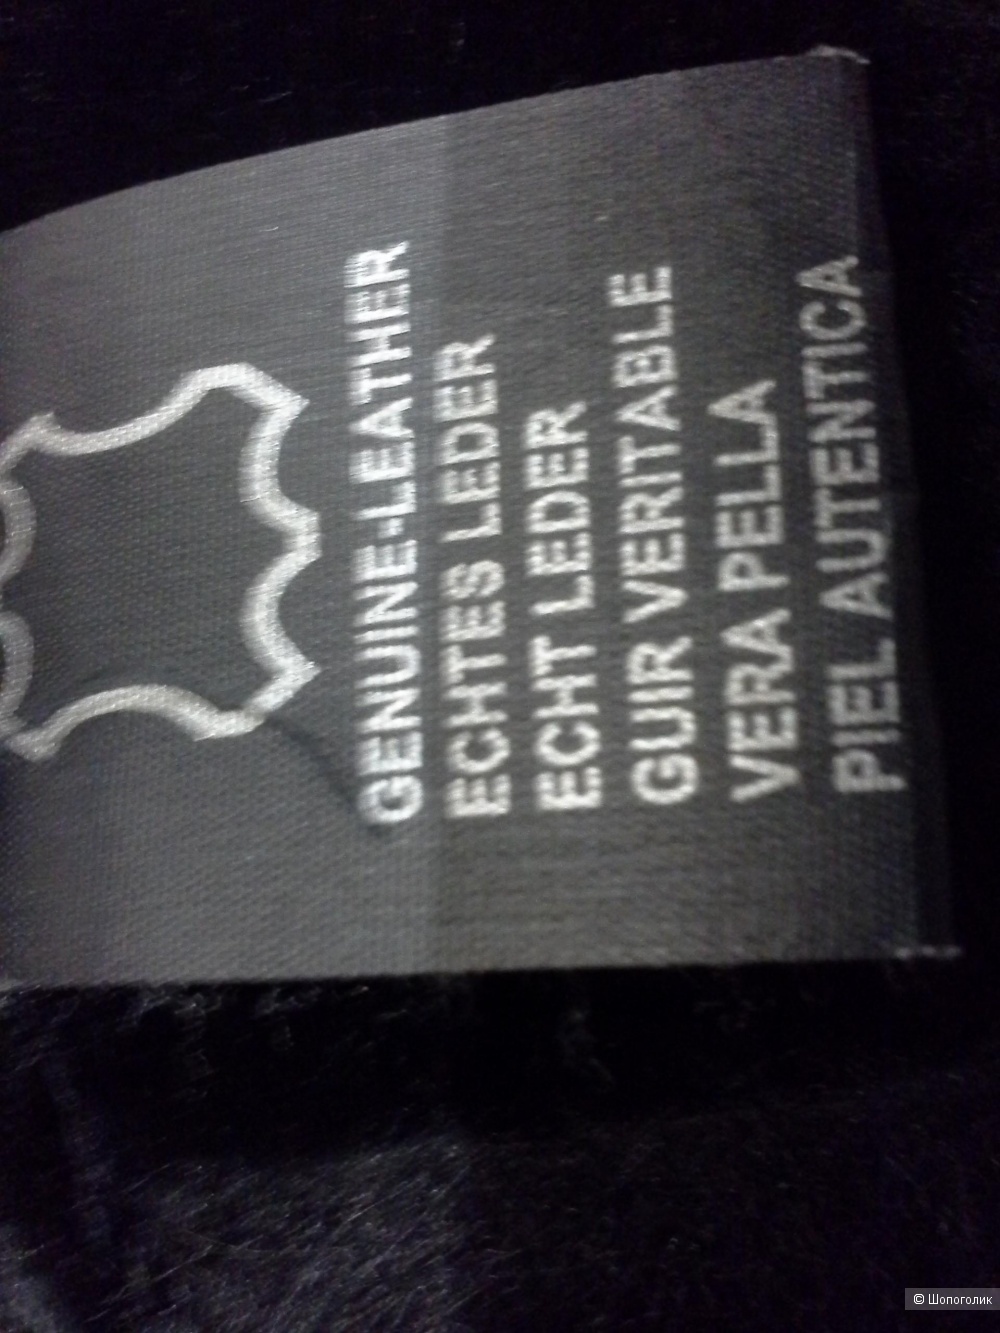 GENUINE-LEATHER
ECHTES LEDER
ECHT LEDER
GUIR VERITABLE
VERA PELLA
PIEL AUTENTICA
© Шопоголик